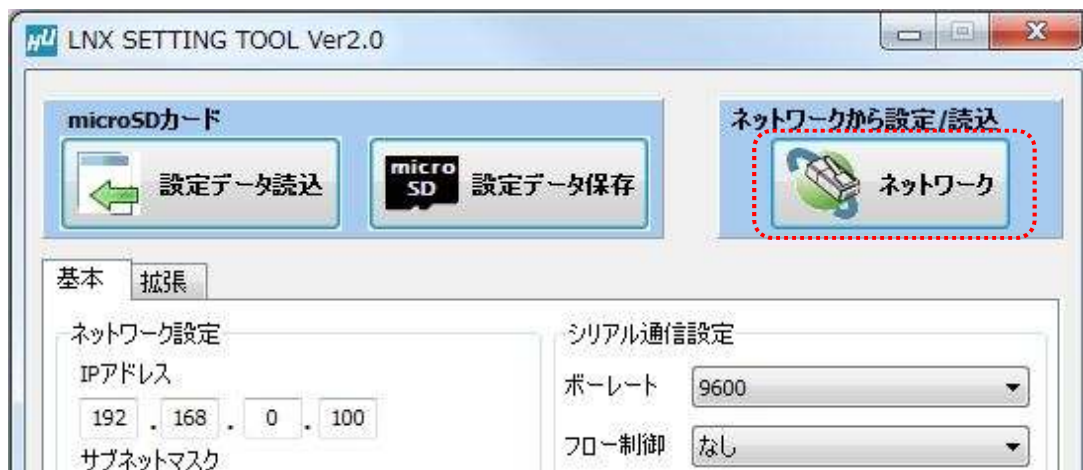 HU LNX SETTING TOOL Ver2.0
microSDカード
設定データ読込
micro SD 設定データ保存
ネットワークから設定/読込
ネットワーク
基本 拡張
ネットワーク設定
IPアドレス
192 . 168 . 0 . 100
サブネットマスク
シリアル通信設定
ボーレート 9600
フロー制御 なし